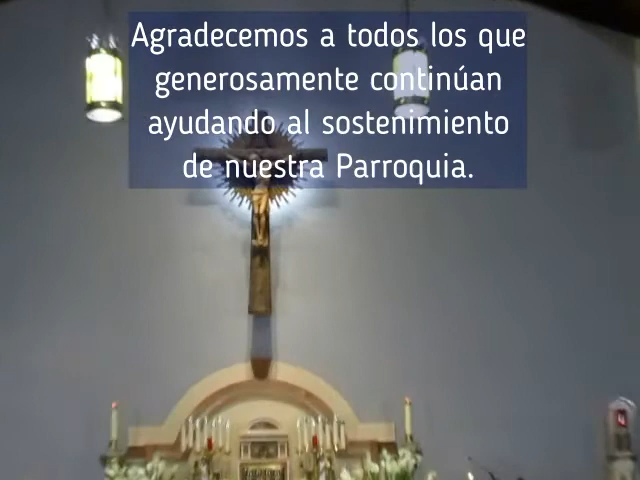 Agradecemos a todos los que
generosamente continúan
ayudando al sostenimiento
de nuestra Parroquia.